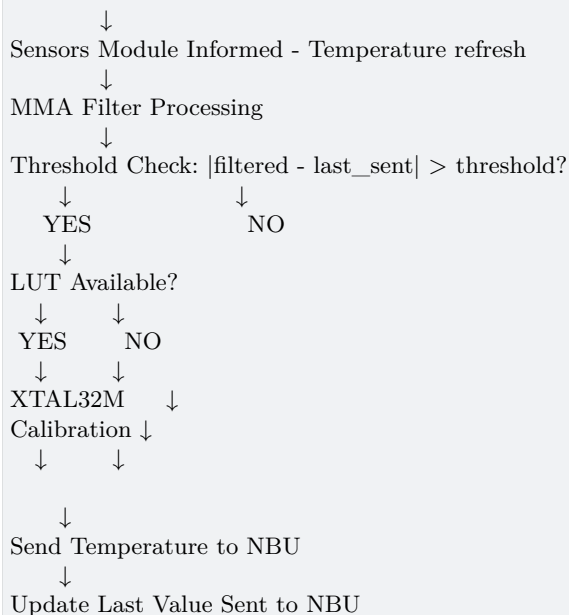 ↓
Sensors Module Informed - Temperature refresh
↓
MMA Filter Processing
↓
Threshold Check: |filtered - last_sent| > threshold?
↓ ↓
YES NO
↓
LUT Available?
↓ ↓
YES NO
↓ ↓
XTAL32M ↓
Calibration ↓
↓ ↓
↓
Send Temperature to NBU
↓
Update Last Value Sent to NBU